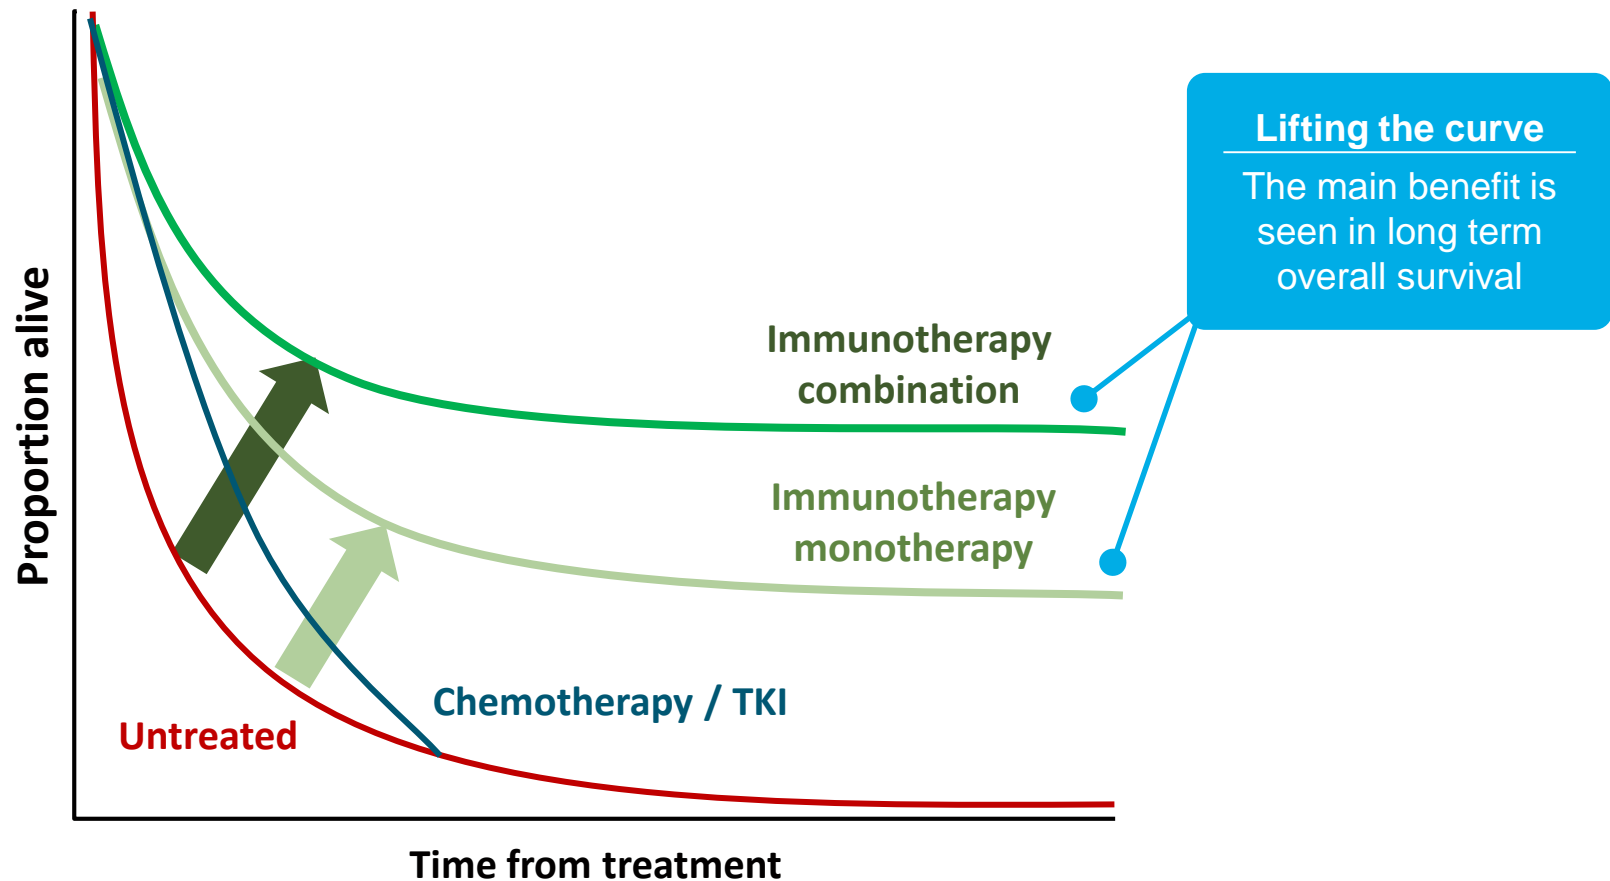 Proportion alive
Lifting the curve
The main benefit is
seen in long term
overall survival
Immunotherapy
combination
Immunotherapy
monotherapy
Chemotherapy / TKI
Untreated
Time from treatment